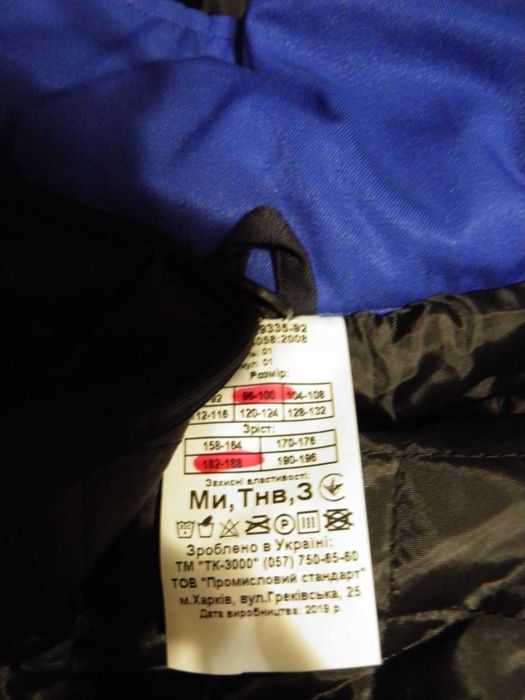 9335-92
058:2008
01
01
Розмір:
92 96-100 104-108
12-116 120-124 128-132
Зріст:
158-164 170-176
182-188 190-196
Захисні властивості:
Ми,Тнв,З
P
Зроблено в Україні:
ТМ "ТК-3000" (057) 750-65-60
ТОВ "Промисловий стандарт"
м.Харків, вул.Греківська, 25
Дата виробництва: 2019 р